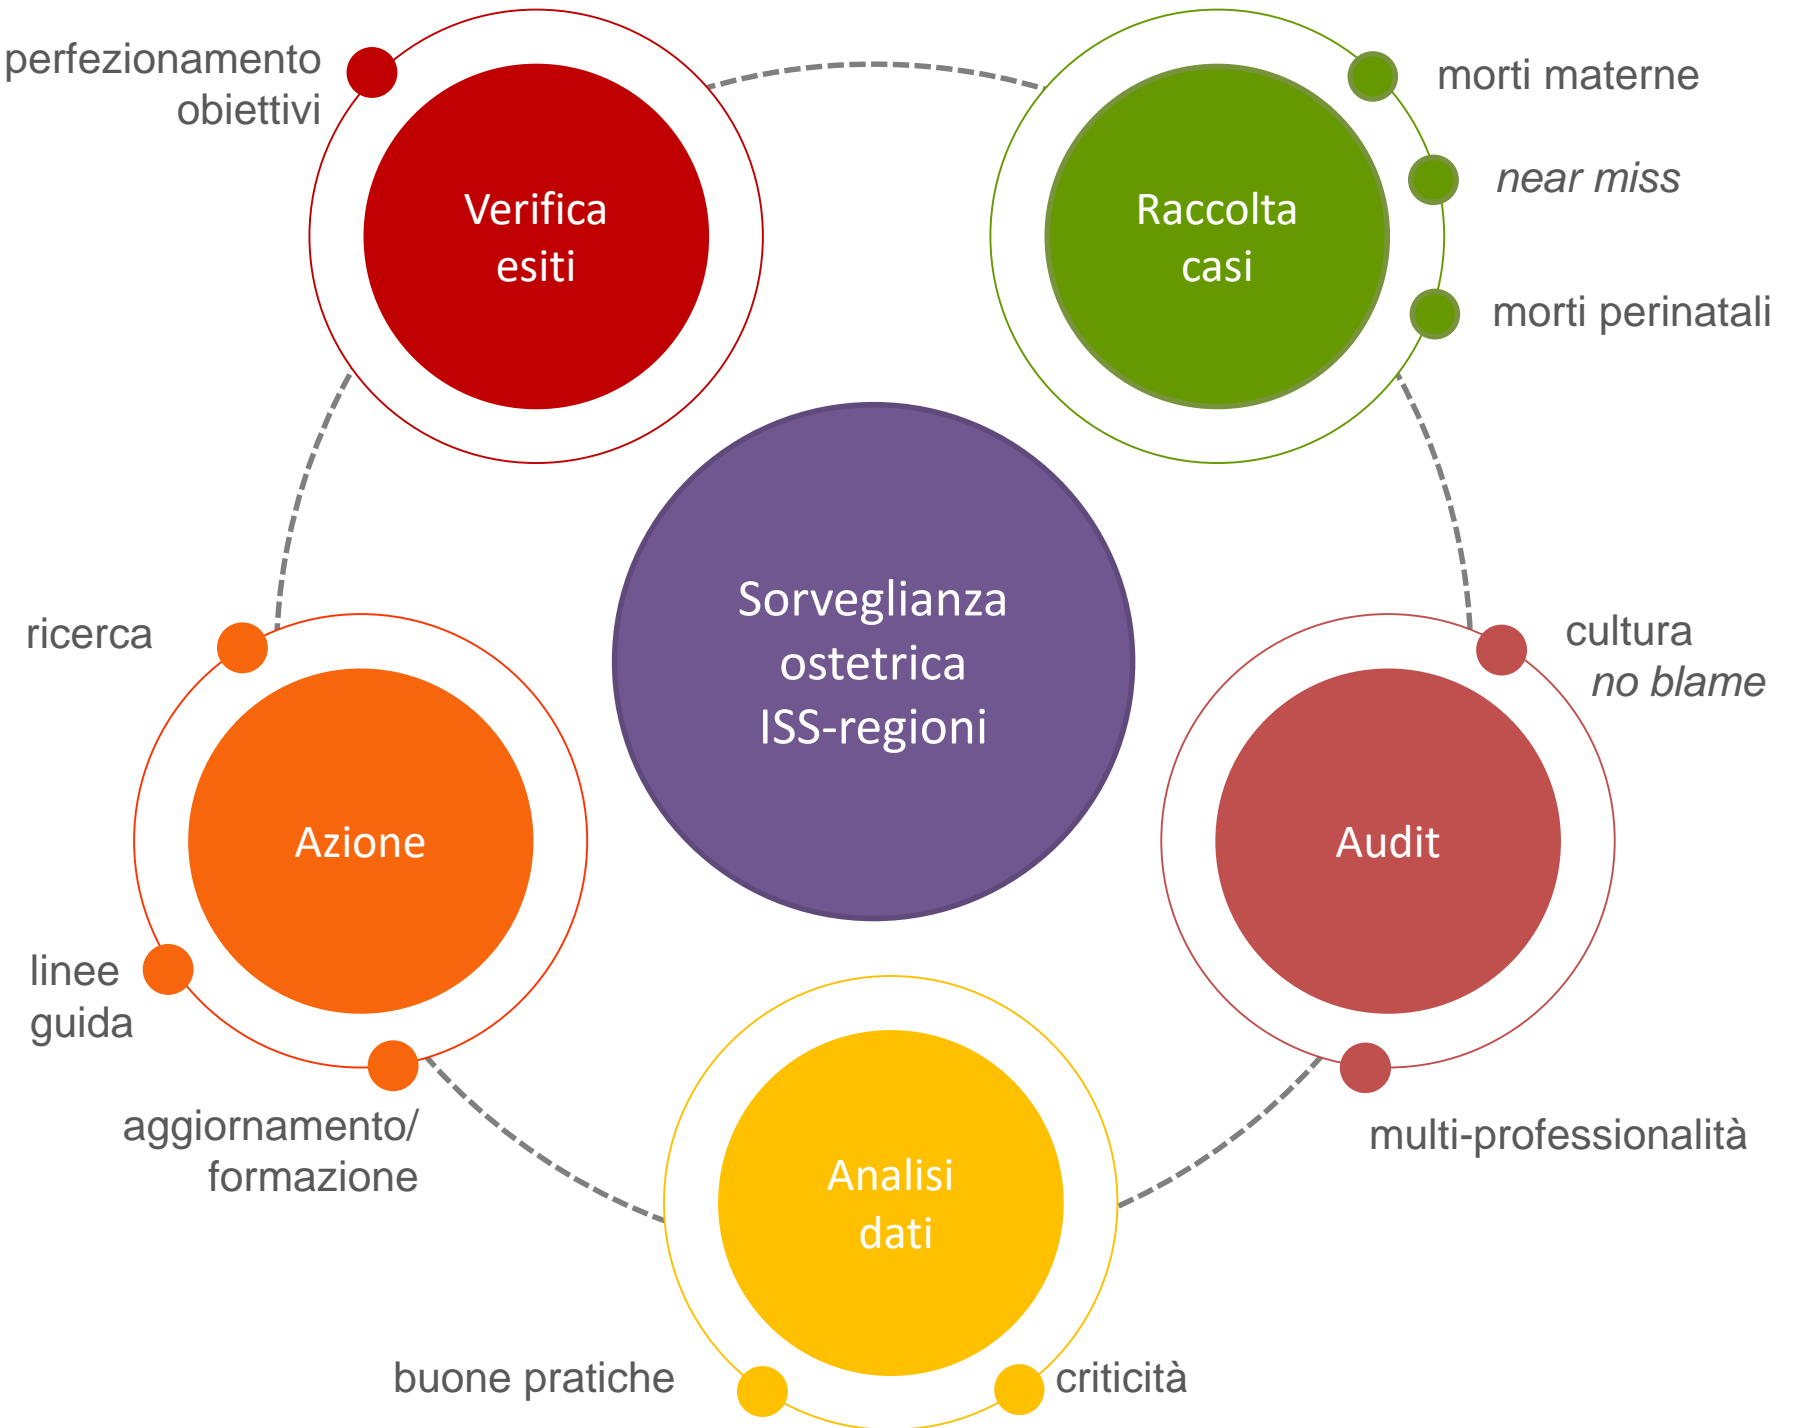 perfezionamento
obiettivi
Verifica
esiti
Raccolta
casi
morti materne
near miss
morti perinatali
Sorveglianza
ostetrica
ISS-regioni
cultura
no blame
Audit
multi-professionalità
Analisi
dati
criticità
buone pratiche
Azione
aggiornamento/
formazione
linee
guida
ricerca